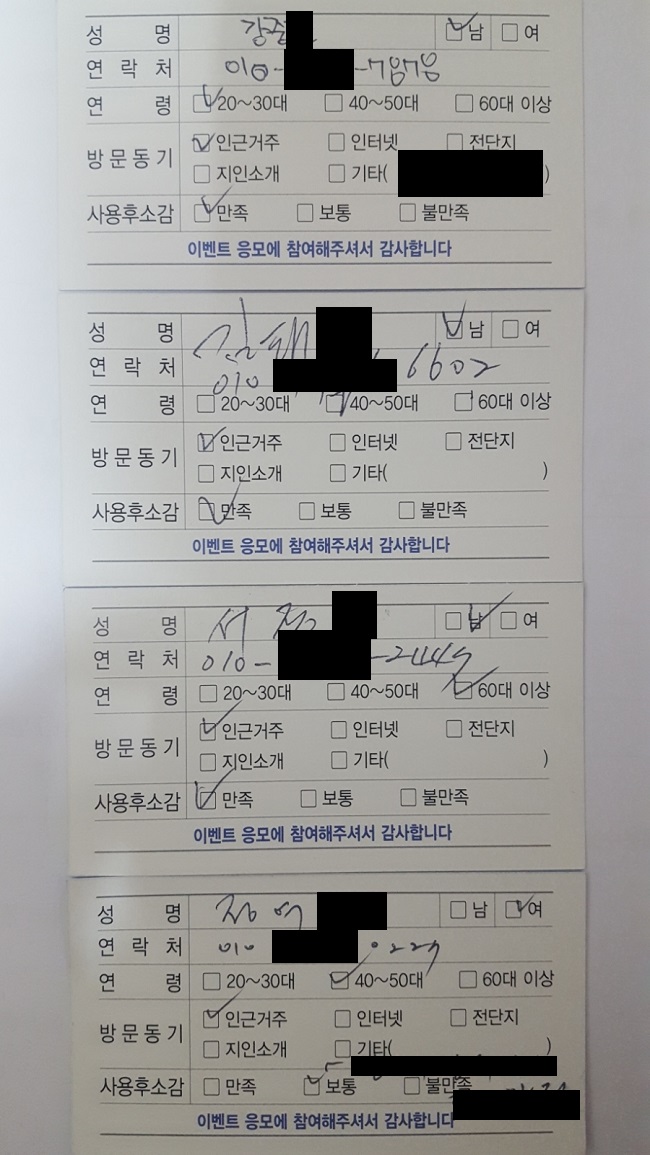 성 명 강준 ☑남 □여
연 락 처 010- -7878
연 령 ☑20~30대 □40~50대 □60대 이상
방문동기 ☑인근거주 □인터넷 □전단지
□지인소개 □기타( )
사용후소감 ☑만족 □보통 □불만족
이벤트 응모에 참여해주셔서 감사합니다
성 명 김태 ☑남 □여
연 락 처 010 6602
연 령 □20~30대 ☑40~50대 □60대 이상
방문동기 ☑인근거주 □인터넷 □전단지
□지인소개 □기타( )
사용후소감 ☑만족 □보통 □불만족
이벤트 응모에 참여해주셔서 감사합니다
성 명 서정 □남 ☑여
연 락 처 010- -2449
연 령 □20~30대 □40~50대 ☑60대 이상
방문동기 ☑인근거주 □인터넷 □전단지
□지인소개 □기타( )
사용후소감 ☑만족 □보통 □불만족
이벤트 응모에 참여해주셔서 감사합니다
성 명 정 □남 ☑여
연 락 처 010 0229
연 령 □20~30대 ☑40~50대 □60대 이상
방문동기 ☑인근거주 □인터넷 □전단지
□지인소개 □기타( )
사용후소감 □만족 ☑보통 □불만족
이벤트 응모에 참여해주셔서 감사합니다